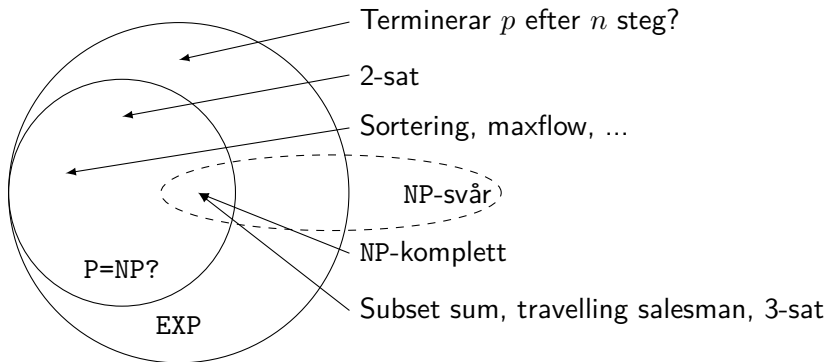 Terminerar p efter n steg?
2-sat
Sortering, maxflow, ...
NP-svår
NP-komplett
P=NP?
Subset sum, travelling salesman, 3-sat
EXP